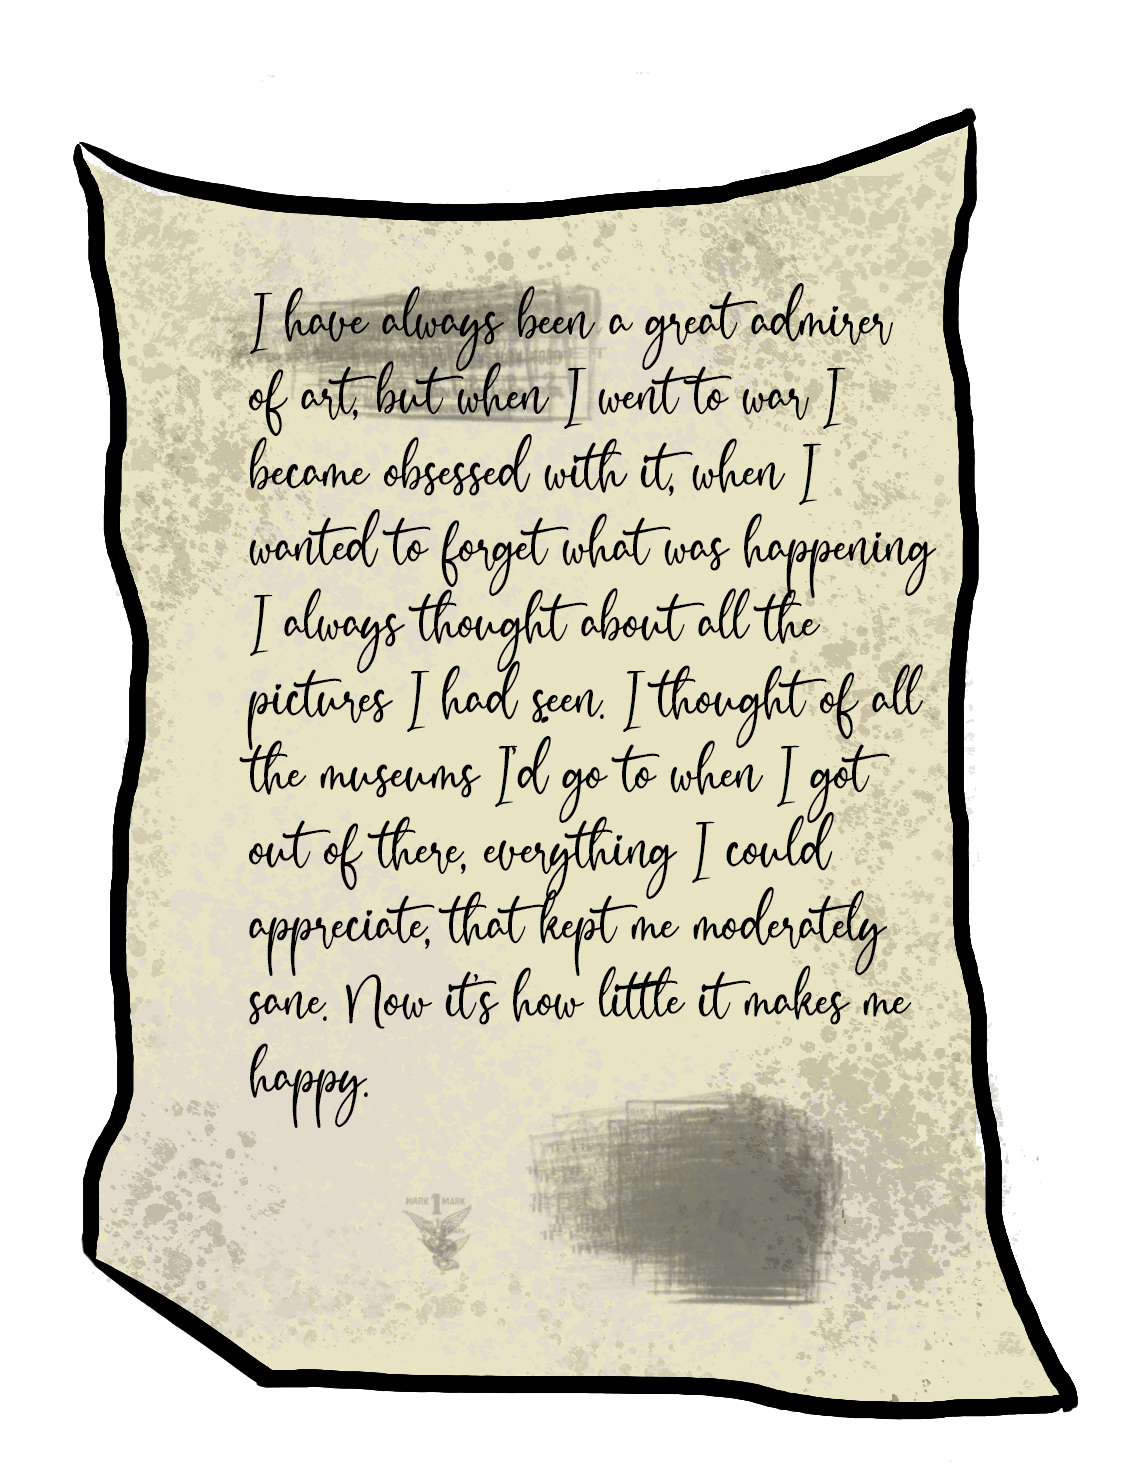 I have always been a great admirer
of art, but when I went to war I
became obsessed with it, when I
wanted to forget what was happening
I always thought about all the
pictures I had seen. I thought of all
the museums I'd go to when I got
out of there, everything I could
appreciate, that kept me moderately
sane. Now it's how little it makes me
happy.
MARK 1 MARK